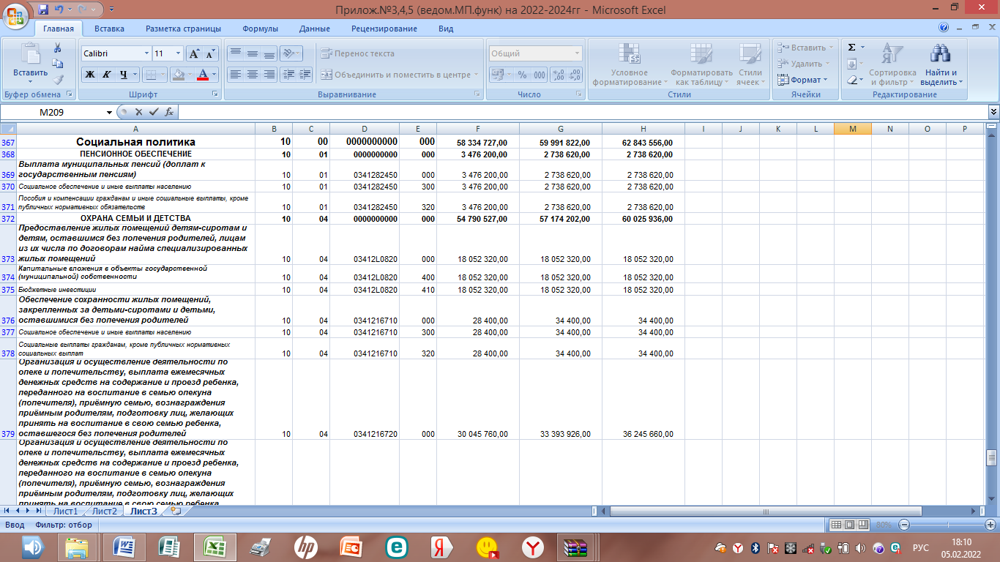 Прилож.№3,4,5 (ведом.МП.функ) на 2022-2024гг - Microsoft Excel
Главная Вставка Разметка страницы Формулы Данные Рецензирование Вид
Calibri 11 Перенос текста Общий Вставить
Вставить Ж К Ч Объединить и поместить в центре % 000 Условное форматирование Форматировать как таблицу Стили ячеек Удалить Формат Σ Сортировка и фильтр Найти и выделить
Буфер обмена Шрифт Выравнивание Число Стили Ячейки Редактирование
M209 fx
A B C D E F G H I J K L M N O P
367 Социальная политика 10 00 0000000000 000 58 334 727,00 59 991 822,00 62 843 556,00
368 ПЕНСИОННОЕ ОБЕСПЕЧЕНИЕ 10 01 0000000000 000 3 476 200,00 2 738 620,00 2 738 620,00
Выплата муниципальных пенсий (доплат к
369 государственным пенсиям) 10 01 0341282450 000 3 476 200,00 2 738 620,00 2 738 620,00
370 Социальное обеспечение и иные выплаты населению 10 01 0341282450 300 3 476 200,00 2 738 620,00 2 738 620,00
Пособия и компенсации гражданам и иные социальные выплаты, кроме
371 публичных нормативных обязательств 10 01 0341282450 320 3 476 200,00 2 738 620,00 2 738 620,00
372 ОХРАНА СЕМЬИ И ДЕТСТВА 10 04 0000000000 000 54 790 527,00 57 174 202,00 60 025 936,00
Предоставление жилых помещений детям-сиротам и
детям, оставшимся без попечения родителей, лицам
из их числа по договорам найма специализированных
373 жилых помещений 10 04 03412L0820 000 18 052 320,00 18 052 320,00 18 052 320,00
Капитальные вложения в объекты государственной
374 (муниципальной) собственности 10 04 03412L0820 400 18 052 320,00 18 052 320,00 18 052 320,00
375 Бюджетные инвестиции 10 04 03412L0820 410 18 052 320,00 18 052 320,00 18 052 320,00
Обеспечение сохранности жилых помещений,
закрепленных за детьми-сиротами и детьми,
376 оставшимися без попечения родителей 10 04 0341216710 000 28 400,00 34 400,00 34 400,00
377 Социальное обеспечение и иные выплаты населению 10 04 0341216710 300 28 400,00 34 400,00 34 400,00
Социальные выплаты гражданам, кроме публичных нормативных
378 социальных выплат 10 04 0341216710 320 28 400,00 34 400,00 34 400,00
Организация и осуществление деятельности по
опеке и попечительству, выплата ежемесячных
денежных средств на содержание и проезд ребенка,
переданного на воспитание в семью опекуна
(попечителя), приёмную семью, вознаграждения
приёмным родителям, подготовку лиц, желающих
принять на воспитание в свою семью ребенка,
379 оставшегося без попечения родителей 10 04 0341216720 000 30 045 760,00 33 393 926,00 36 245 660,00
Организация и осуществление деятельности по
опеке и попечительству, выплата ежемесячных
денежных средств на содержание и проезд ребенка,
переданного на воспитание в семью опекуна
(попечителя), приёмную семью, вознаграждения
приёмным родителям, подготовку лиц, желающих
принять на воспитание в свою семью ребенка,
Лист1 Лист2 Лист3
Ввод Фильтр: отбор 80%
РУС 18:10
05.02.2022